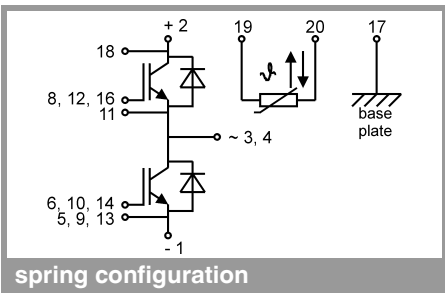 + 2
19
20
17
18
ϑ
8, 12, 16
11
base
plate
~ 3, 4
6, 10, 14
5, 9, 13
- 1
spring configuration